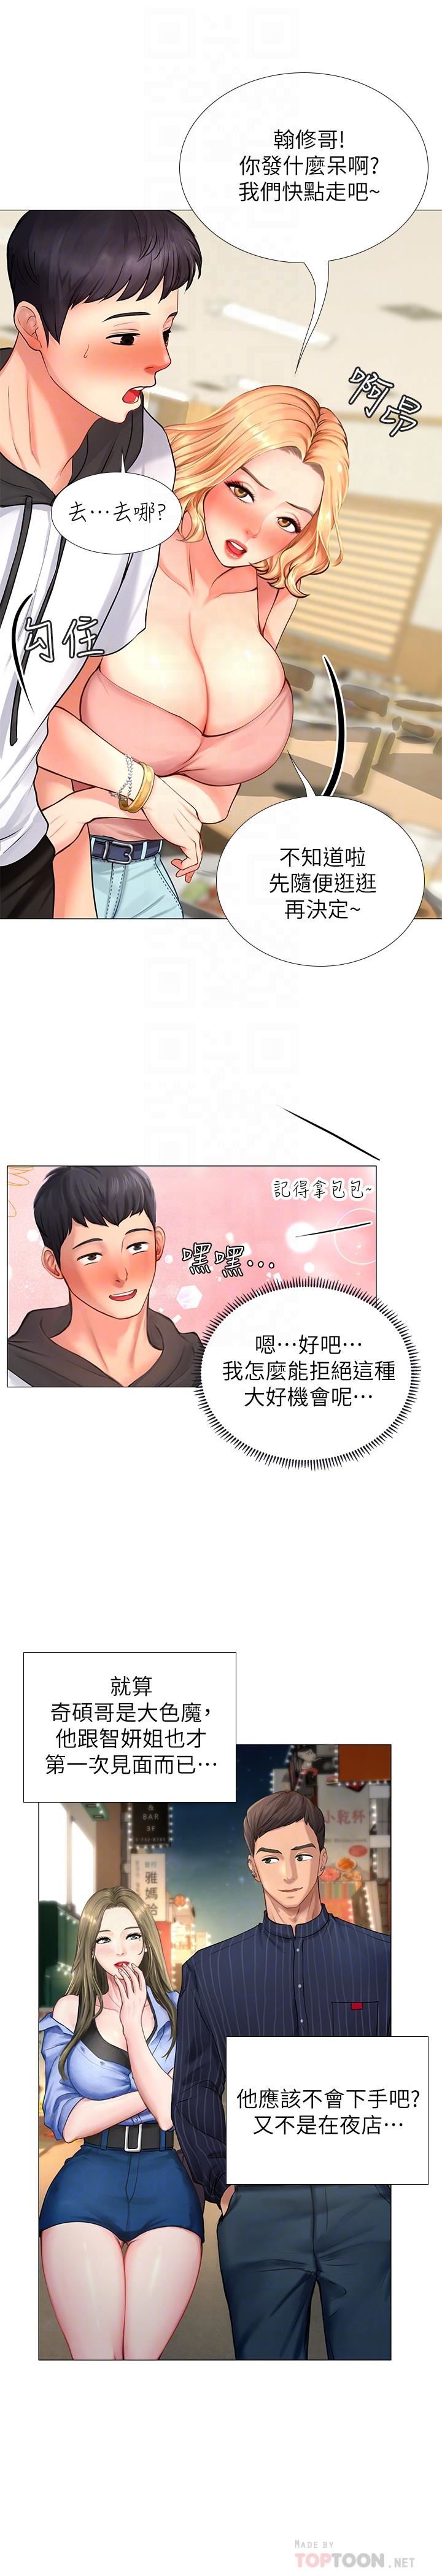 翰修哥!
你發什麼呆啊?
我們快點走吧~
啊昂
去…去哪?
勾住
不知道啦
先隨便逛逛
再決定~
記得拿包包~
嘿嘿…
嗯…好吧…
我怎麼能拒絕這種
大好機會呢…
就算
奇碩哥是大色魔,
他跟智妍姐也才
第一次見面而已…
& BAR
3F
小乾杯
雅媽哈
他應該不會下手吧?
又不是在夜店…
MADE BY
TOPTOON.NET